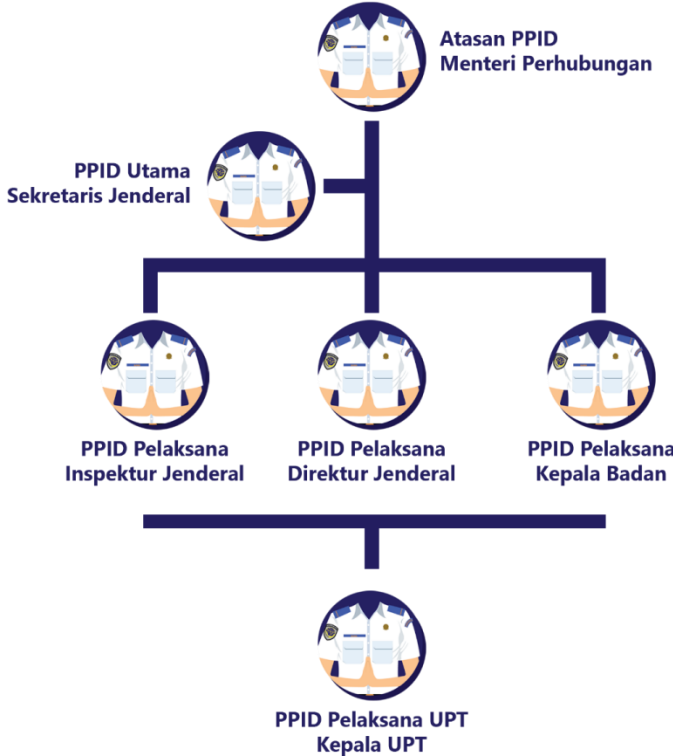 Atasan PPID
Menteri Perhubungan
PPID Utama
Sekretaris Jenderal
PPID Pelaksana
Inspektur Jenderal
PPID Pelaksana
Direktur Jenderal
PPID Pelaksana
Kepala Badan
PPID Pelaksana UPT
Kepala UPT